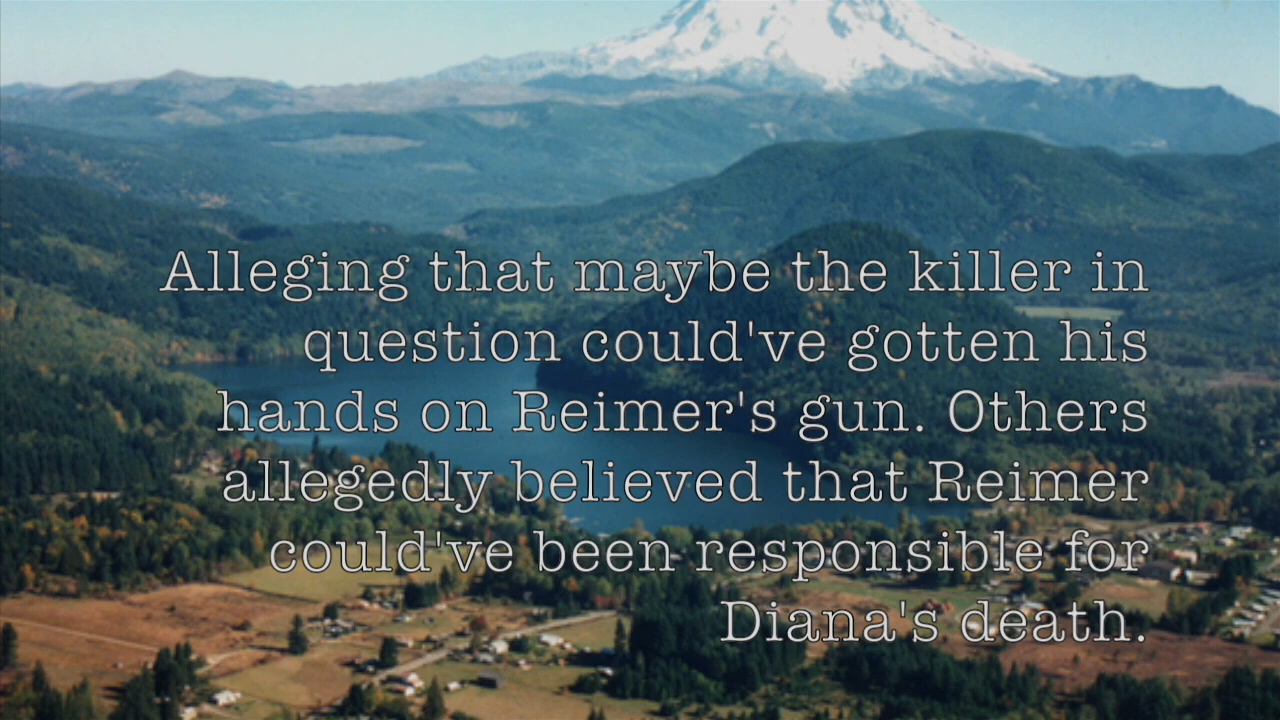 Alleging that maybe the killer in
question could've gotten his
hands on Reimer's gun. Others
allegedly believed that Reimer
could've been responsible for
Diana's death.